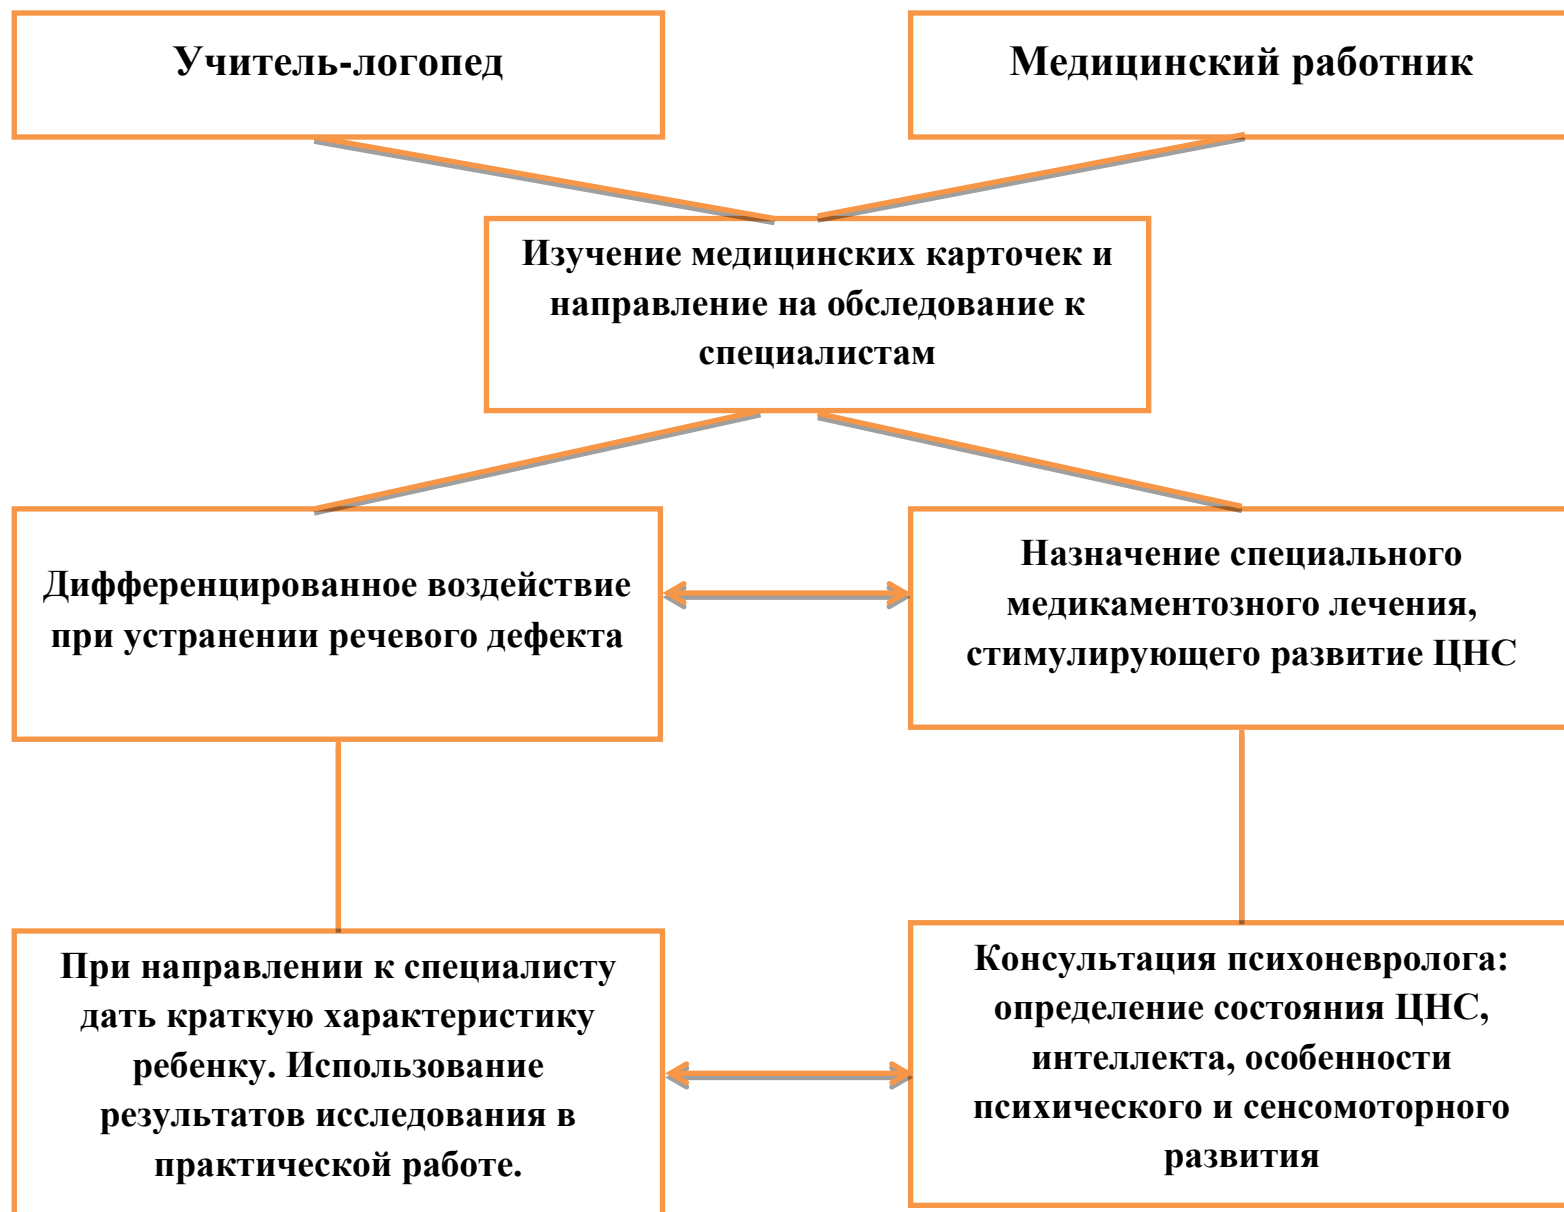 Учитель-логопед
Медицинский работник
Изучение медицинских карточек и
направление на обследование к
специалистам
Дифференцированное воздействие
при устранении речевого дефекта
Назначение специального
медикаментозного лечения,
стимулирующего развитие ЦНС
При направлении к специалисту
дать краткую характеристику
ребенку. Использование
результатов исследования в
практической работе.
Консультация психоневролога:
определение состояния ЦНС,
интеллекта, особенности
психического и сенсомоторного
развития